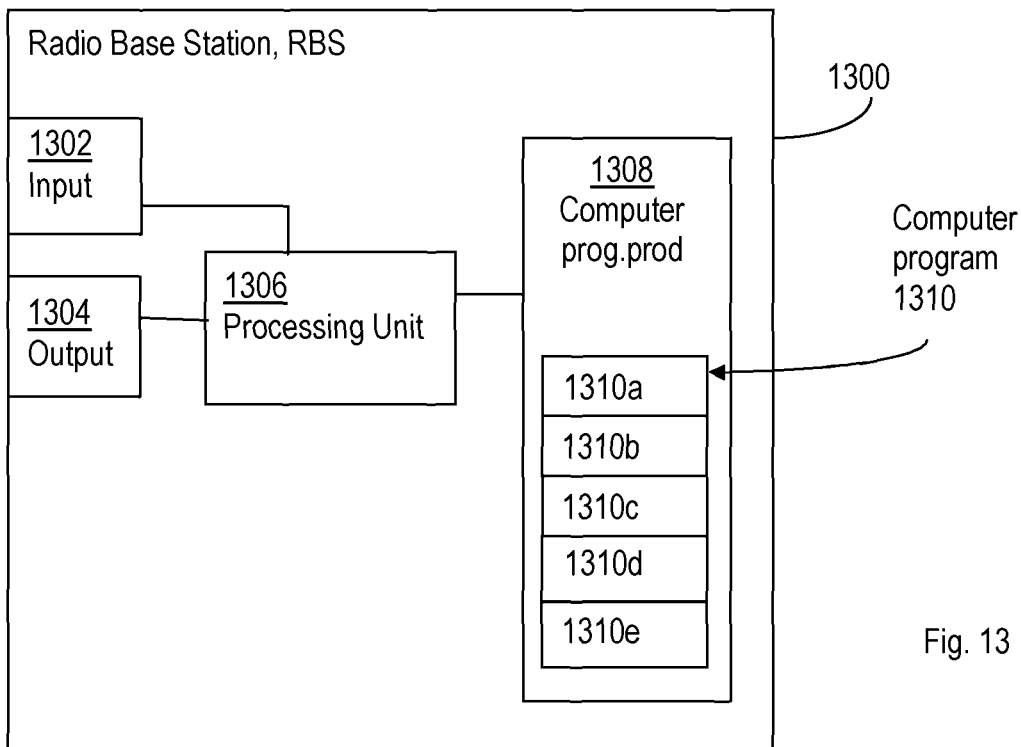 Radio Base Station, RBS
1300
1302
Input
1308
Computer
prog.prod
Computer
program
1310
1306
Processing Unit
1304
Output
1310a
1310b
1310c
1310d
1310e
Fig. 13